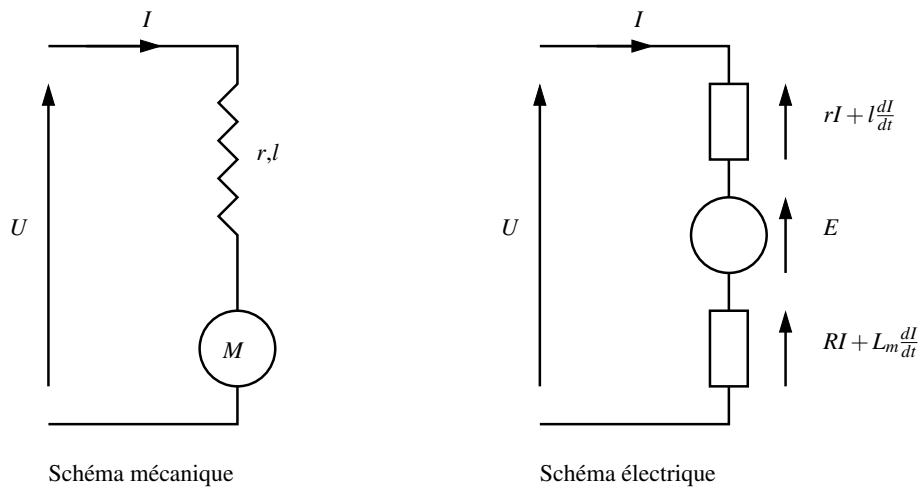 I
r,l
U
M
Schéma mécanique
I
rI + l dI/dt
U
E
RI + L_m dI/dt
Schéma électrique